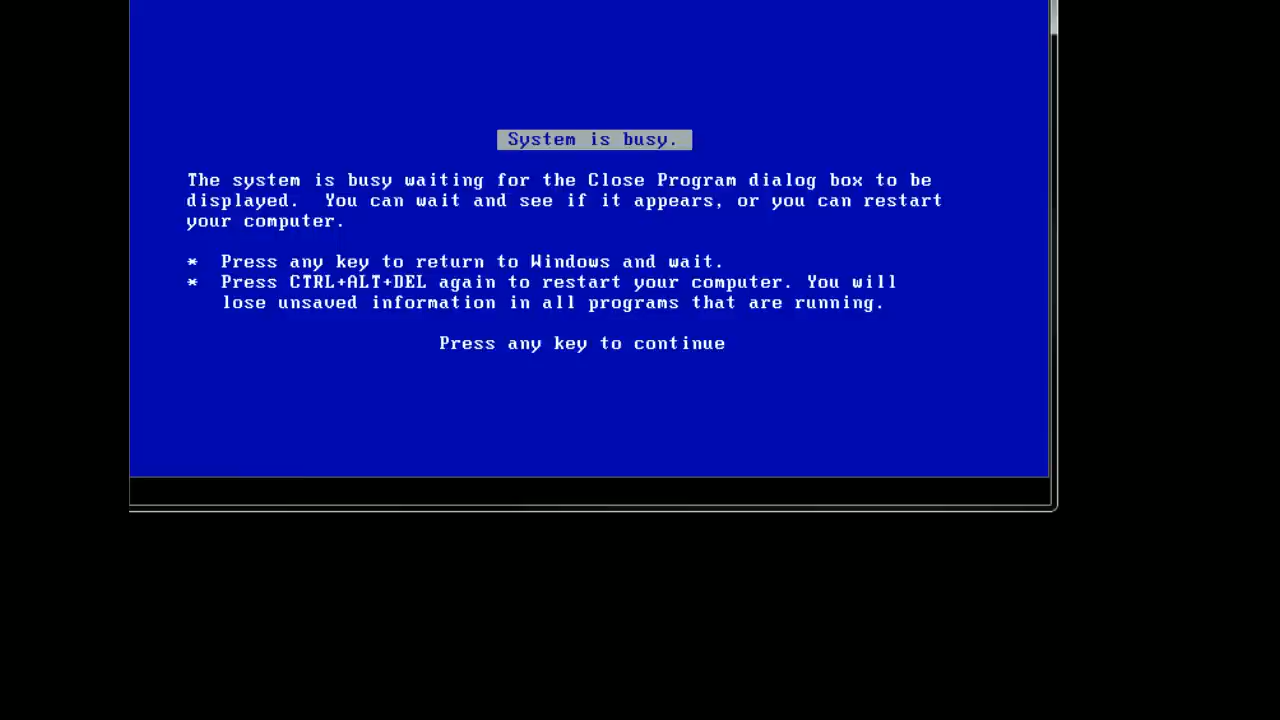 System is busy.
The system is busy waiting for the Close Program dialog box to be
displayed.  You can wait and see if it appears, or you can restart
your computer.
*  Press any key to return to Windows and wait.
*  Press CTRL+ALT+DEL again to restart your computer. You will
lose unsaved information in all programs that are running.
Press any key to continue